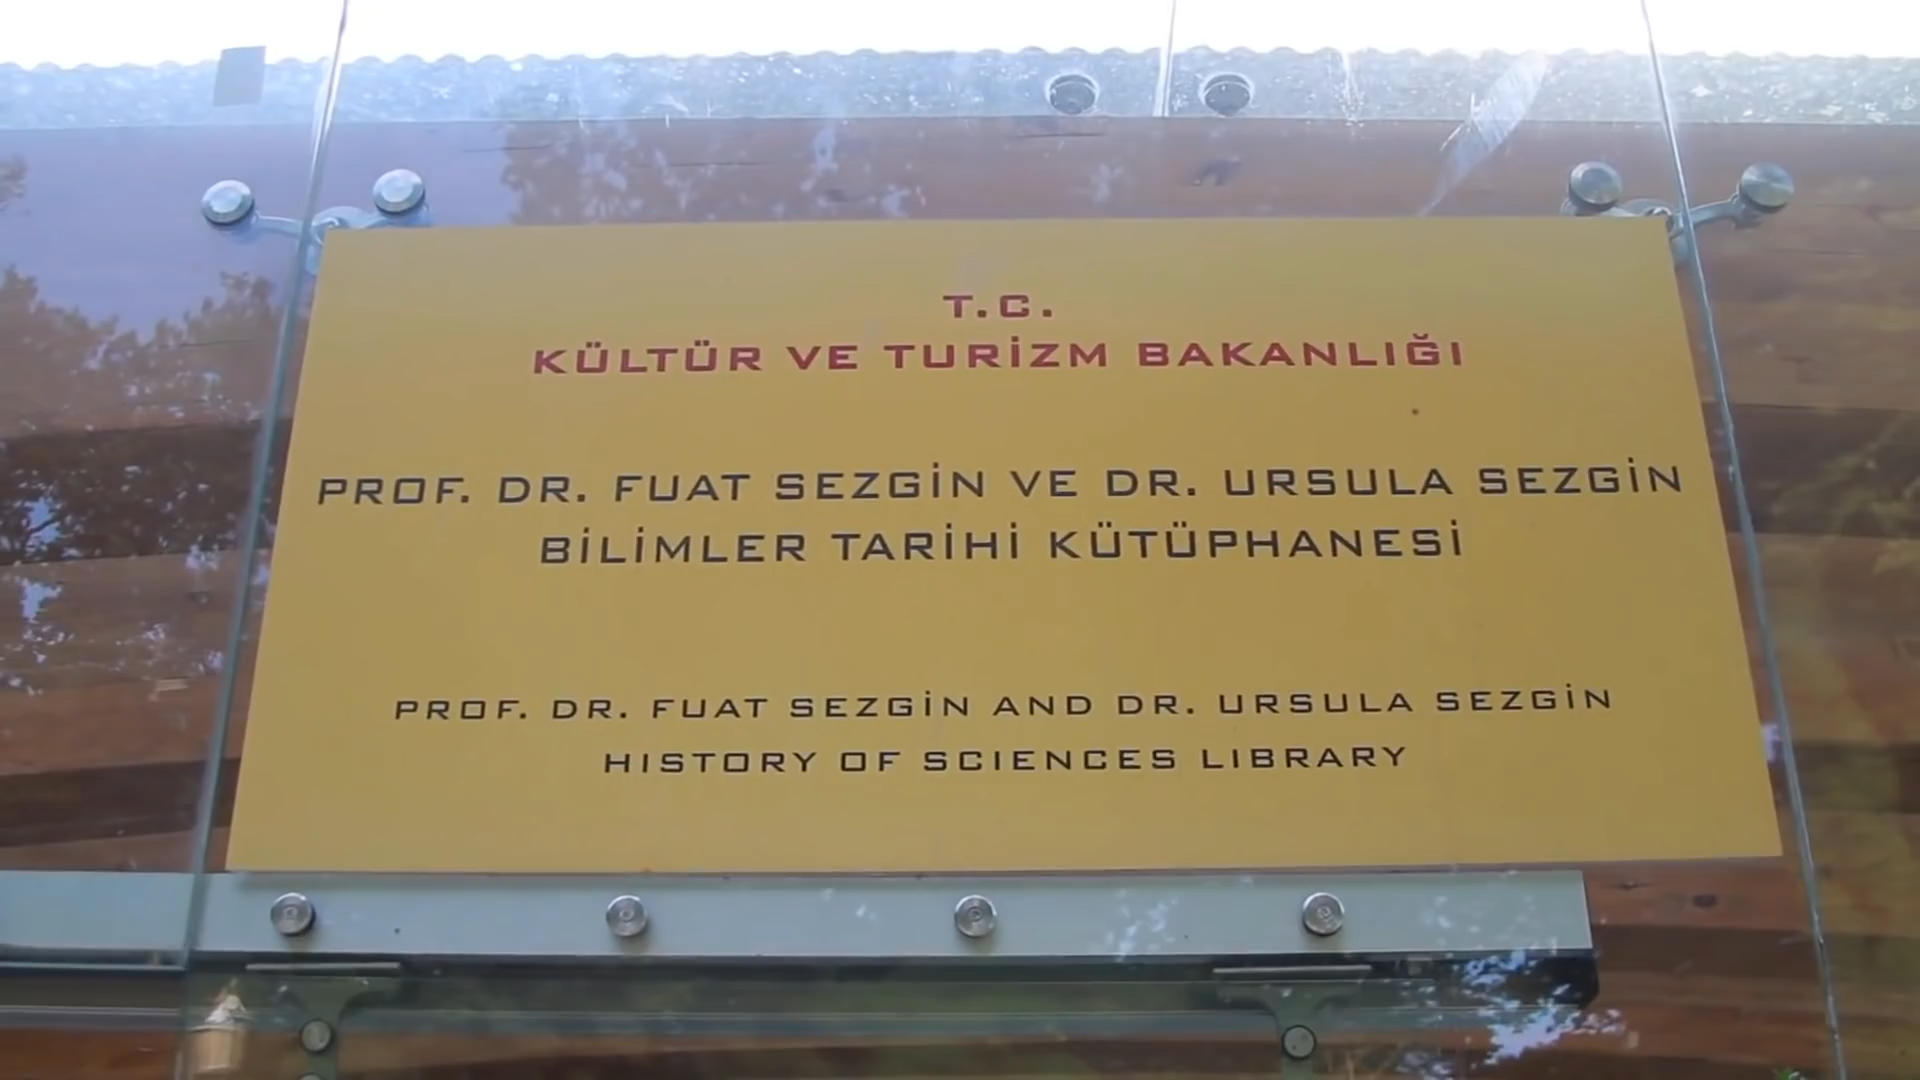 T.C.
KÜLTÜR VE TURİZM BAKANLIĞI
PROF. DR. FUAT SEZGİN VE DR. URSULA SEZGİN
BİLİMLER TARİHİ KÜTÜPHANESİ
PROF. DR. FUAT SEZGİN AND DR. URSULA SEZGİN
HISTORY OF SCIENCES LIBRARY